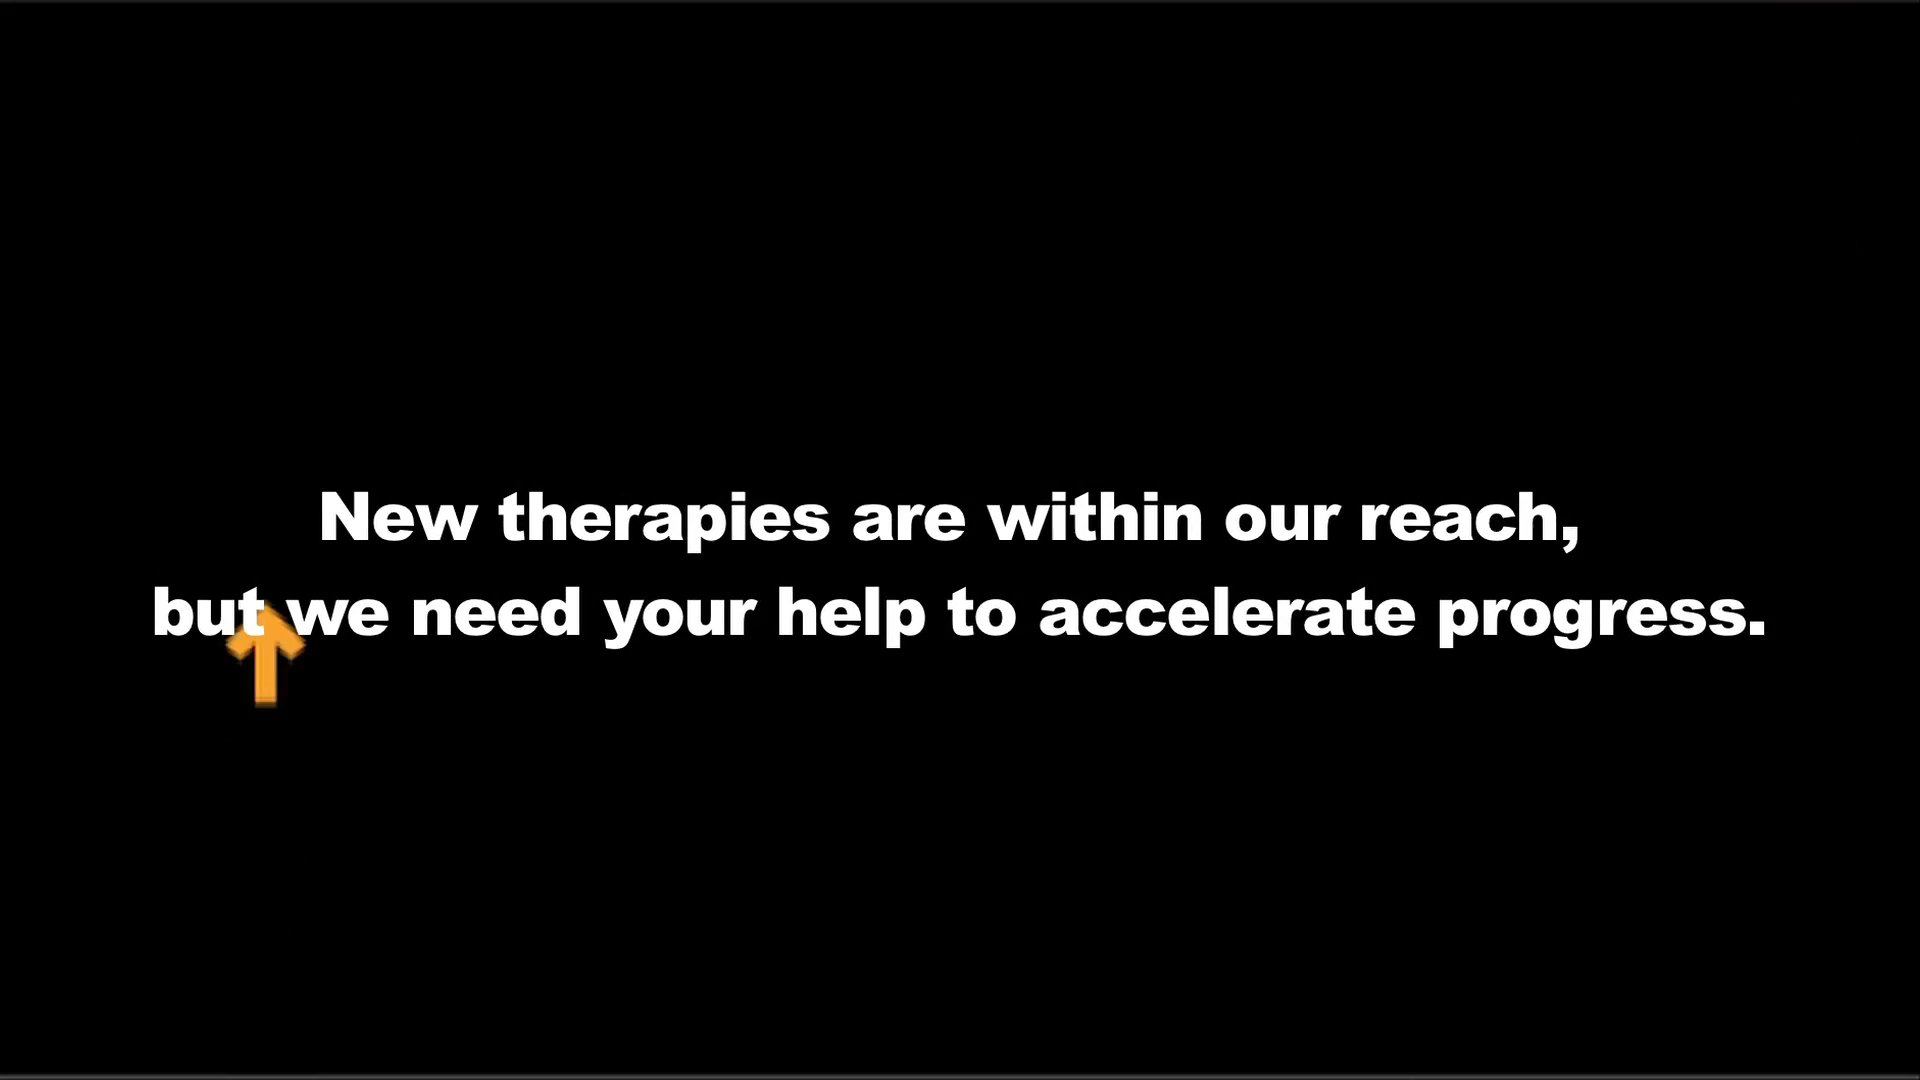 New therapies are within our reach,
but we need your help to accelerate progress.